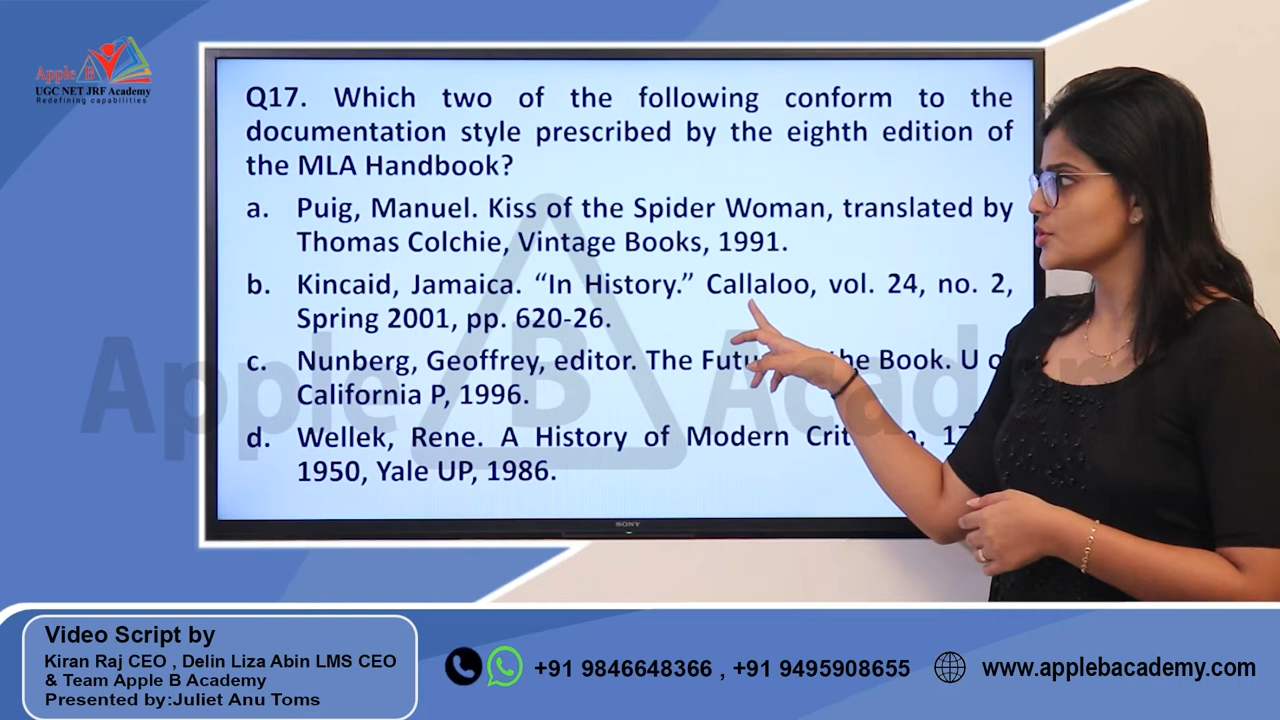 Apple B
UGC NET JRF Academy
Redefining capabilities
Q17. Which two of the following conform to the
documentation style prescribed by the eighth edition of
the MLA Handbook?
a. Puig, Manuel. Kiss of the Spider Woman, translated by
Thomas Colchie, Vintage Books, 1991.
b. Kincaid, Jamaica. “In History.” Callaloo, vol. 24, no. 2,
Spring 2001, pp. 620-26.
c. Nunberg, Geoffrey, editor. The Book. U
California P, 1996.
d. Wellek, Rene. A History of Modern
1950, Yale UP, 1986.
Apple B Academy
SONY
Video Script by
Kiran Raj CEO , Delin Liza Abin LMS CEO
& Team Apple B Academy
Presented by:Juliet Anu Toms
+91 9846648366 , +91 9495908655
www.applebacademy.com